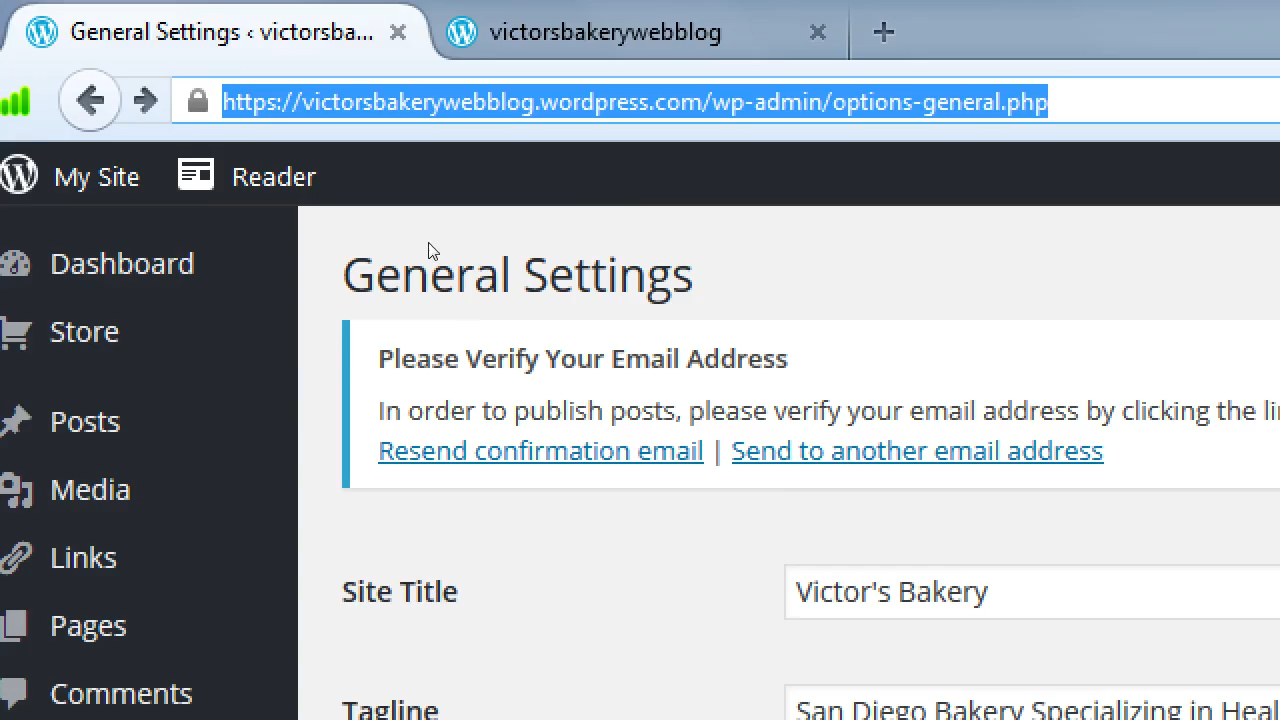 General Settings ‹ victorsba...
victorsbakerywebblog
https://victorsbakerywebblog.wordpress.com/wp-admin/options-general.php
My Site
Reader
Dashboard
Store
Posts
Media
Links
Pages
Comments
General Settings
Please Verify Your Email Address
In order to publish posts, please verify your email address by clicking the
Resend confirmation email | Send to another email address
Site Title
Victor's Bakery
Tagline
San Diego Bakery Specializing in